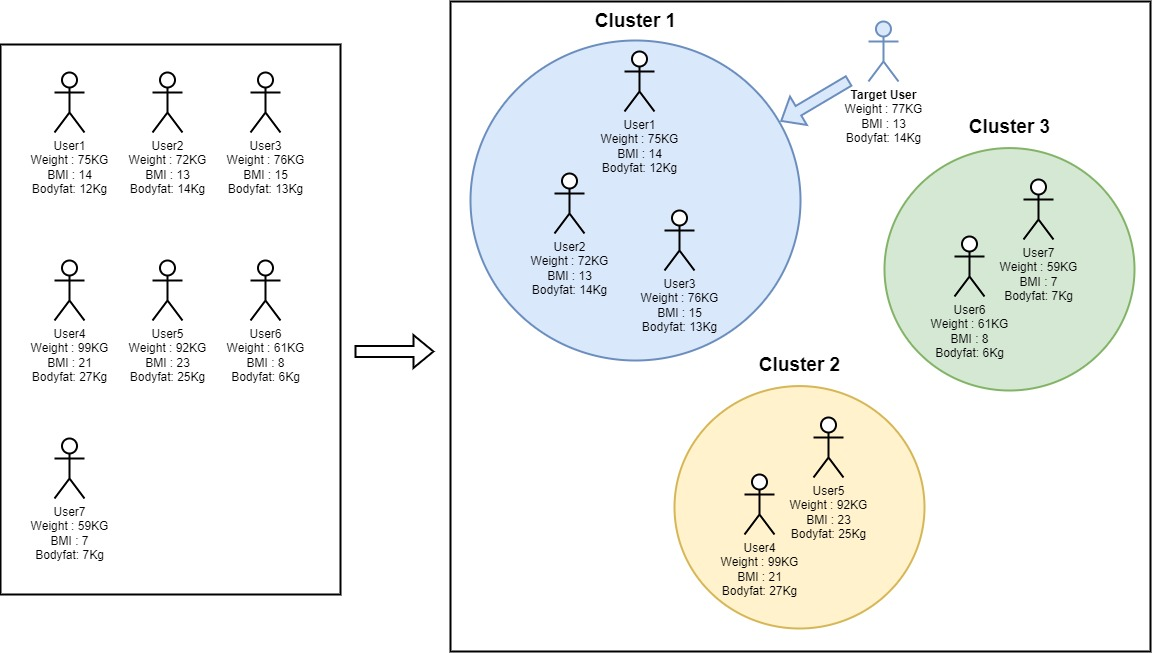 User1
Weight : 75KG
BMI : 14
Bodyfat: 12Kg
User2
Weight : 72KG
BMI : 13
Bodyfat: 14Kg
User3
Weight : 76KG
BMI : 15
Bodyfat: 13Kg
User4
Weight : 99KG
BMI : 21
Bodyfat: 27Kg
User5
Weight : 92KG
BMI : 23
Bodyfat: 25Kg
User6
Weight : 61KG
BMI : 8
Bodyfat: 6Kg
User7
Weight : 59KG
BMI : 7
Bodyfat: 7Kg
Cluster 1
User1
Weight : 75KG
BMI : 14
Bodyfat: 12Kg
User2
Weight : 72KG
BMI : 13
Bodyfat: 14Kg
User3
Weight : 76KG
BMI : 15
Bodyfat: 13Kg
Target User
Weight : 77KG
BMI : 13
Bodyfat: 14Kg
Cluster 3
User7
Weight : 59KG
BMI : 7
Bodyfat: 7Kg
User6
Weight : 61KG
BMI : 8
Bodyfat: 6Kg
Cluster 2
User5
Weight : 92KG
BMI : 23
Bodyfat: 25Kg
User4
Weight : 99KG
BMI : 21
Bodyfat: 27Kg